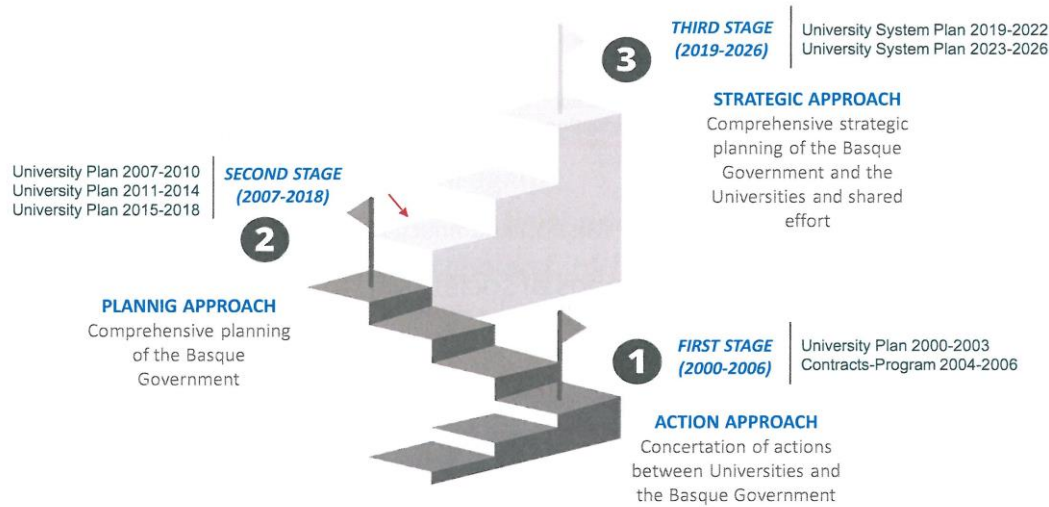 THIRD STAGE
(2019-2026)
University System Plan 2019-2022
University System Plan 2023-2026
3
STRATEGIC APPROACH
Comprehensive strategic
planning of the Basque
Government and the
Universities and shared
effort
University Plan 2007-2010
University Plan 2011-2014
University Plan 2015-2018
SECOND STAGE
(2007-2018)
2
PLANNIG APPROACH
Comprehensive planning
of the Basque
Government
1
FIRST STAGE
(2000-2006)
University Plan 2000-2003
Contracts-Program 2004-2006
ACTION APPROACH
Concertation of actions
between Universities and
the Basque Government